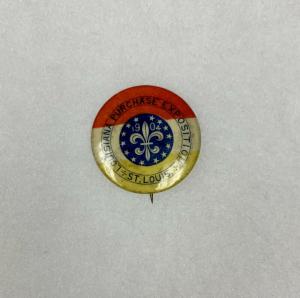 LOUISIANA PURCHASE EXPOSITION
1904
ST. LOUIS